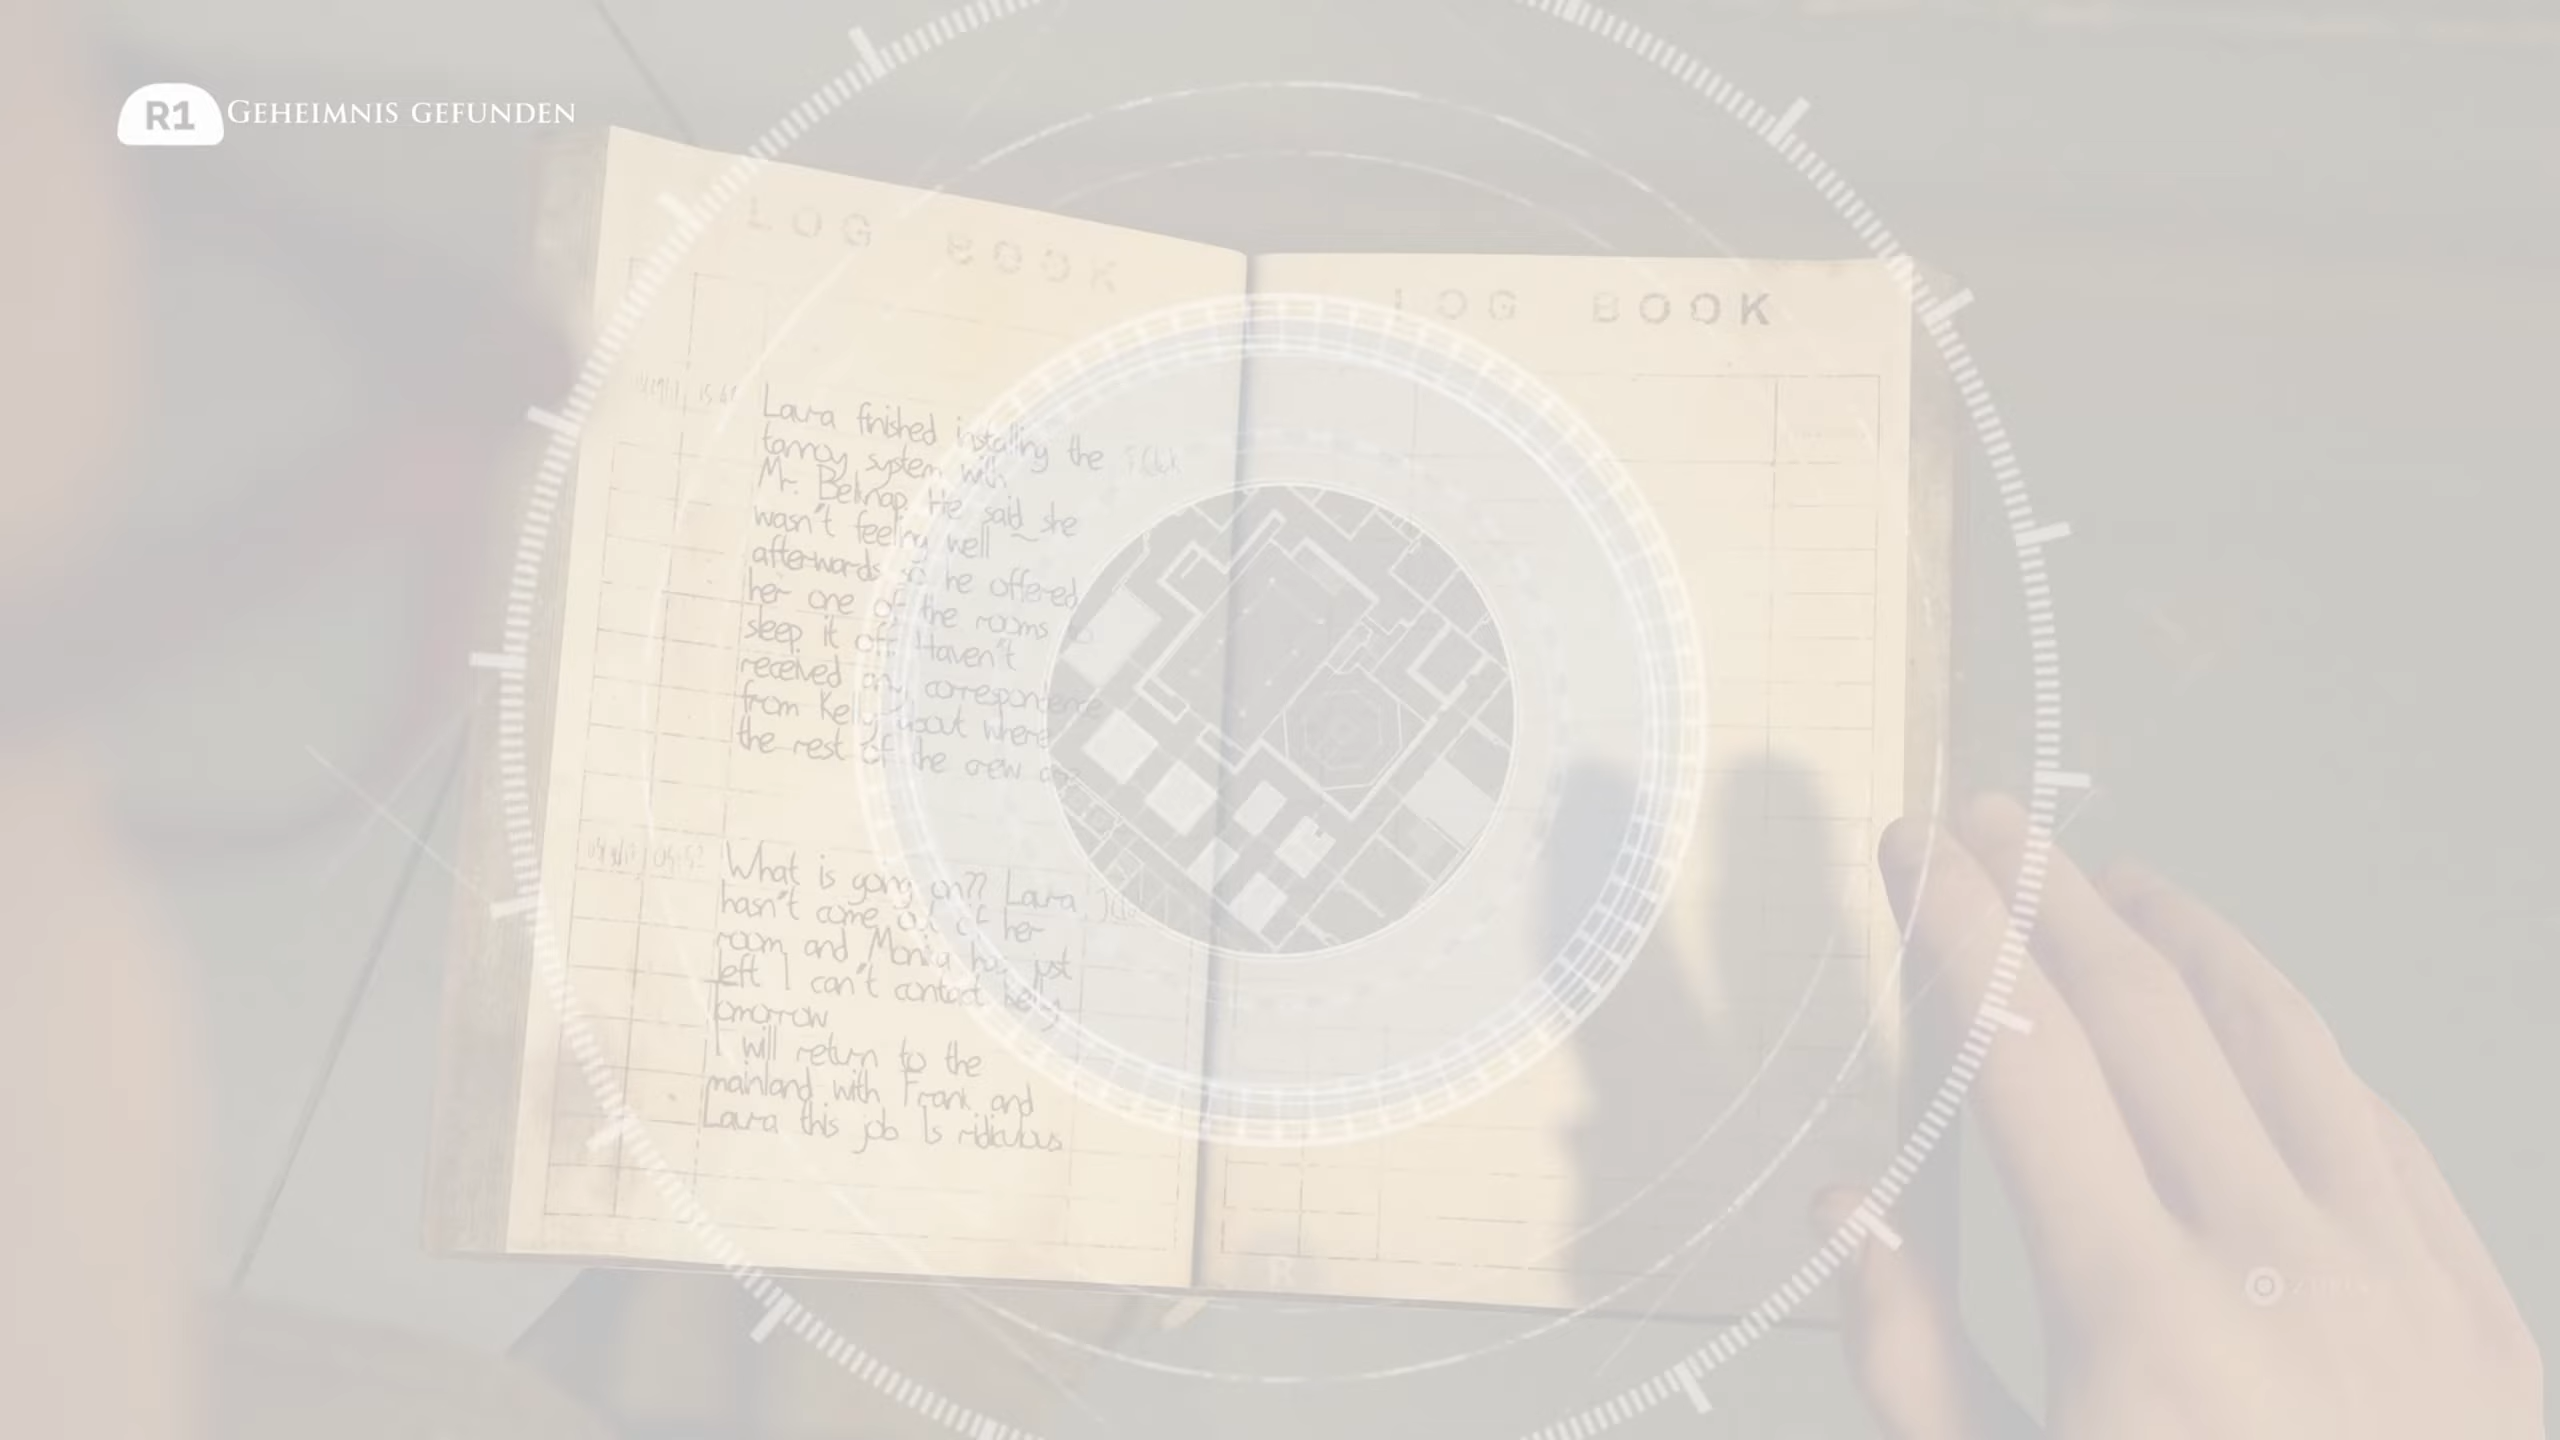 R1 GEHEIMNIS GEFUNDEN
LOG BOOK
LOG BOOK
Laura finished installing the
tannoy system with
Mr. Belknap. He said she
wasn't feeling well
afterwards so he offered
her one of the rooms to
sleep it off. Haven't
received any correspondence
from Kelly about where
the rest of the crew are
What is going on?? Laura
hasn't come out of her
room and Monica has just
left I can't contact
tomorrow
I will return to the
mainland with Frank and
Laura this job is ridiculous